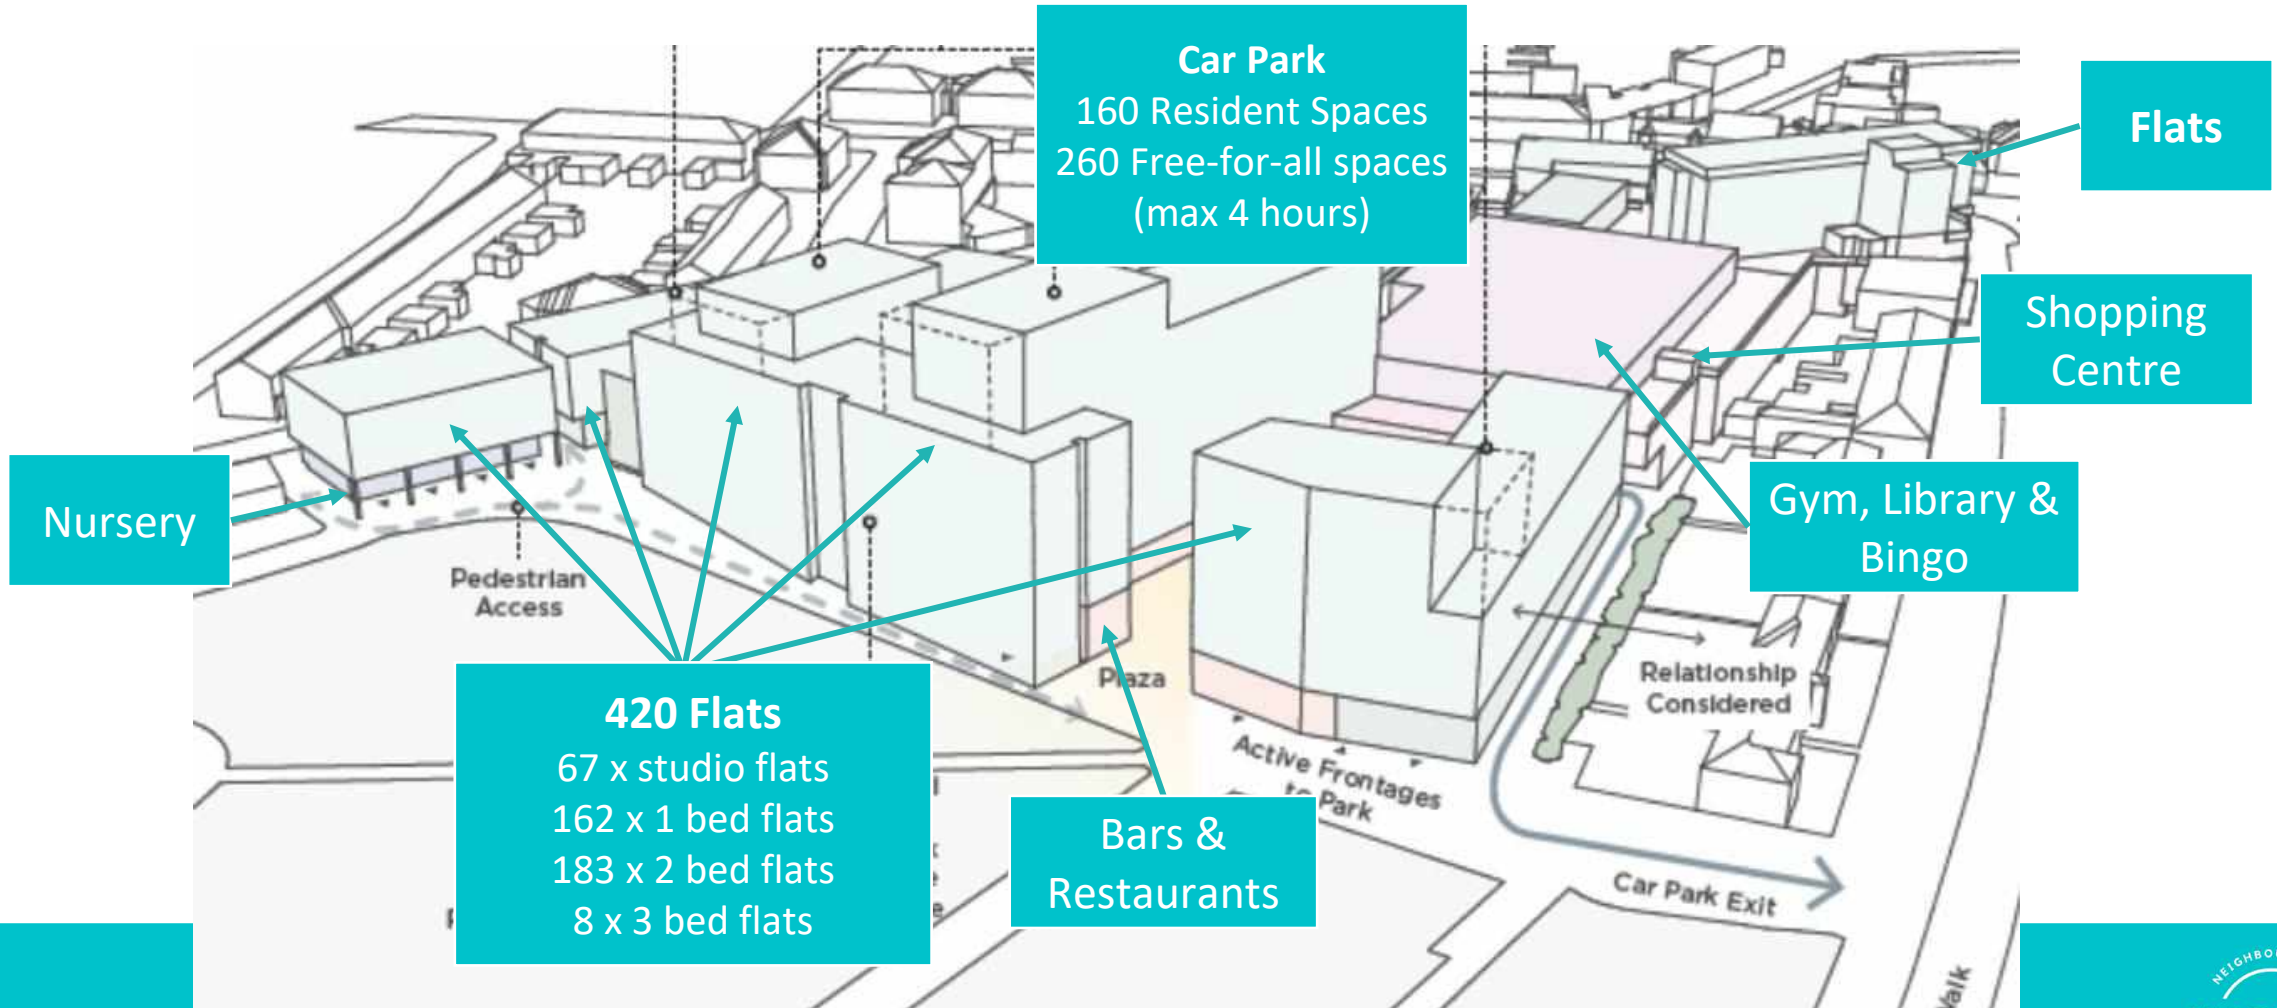 Car Park
160 Resident Spaces
260 Free-for-all spaces
(max 4 hours)
Flats
Shopping
Centre
Nursery
Gym, Library &
Bingo
Pedestrian
Access
Plaza
Relationship
Considered
420 Flats
67 x studio flats
162 x 1 bed flats
183 x 2 bed flats
8 x 3 bed flats
Active Frontages
to Park
Bars &
Restaurants
Car Park Exit